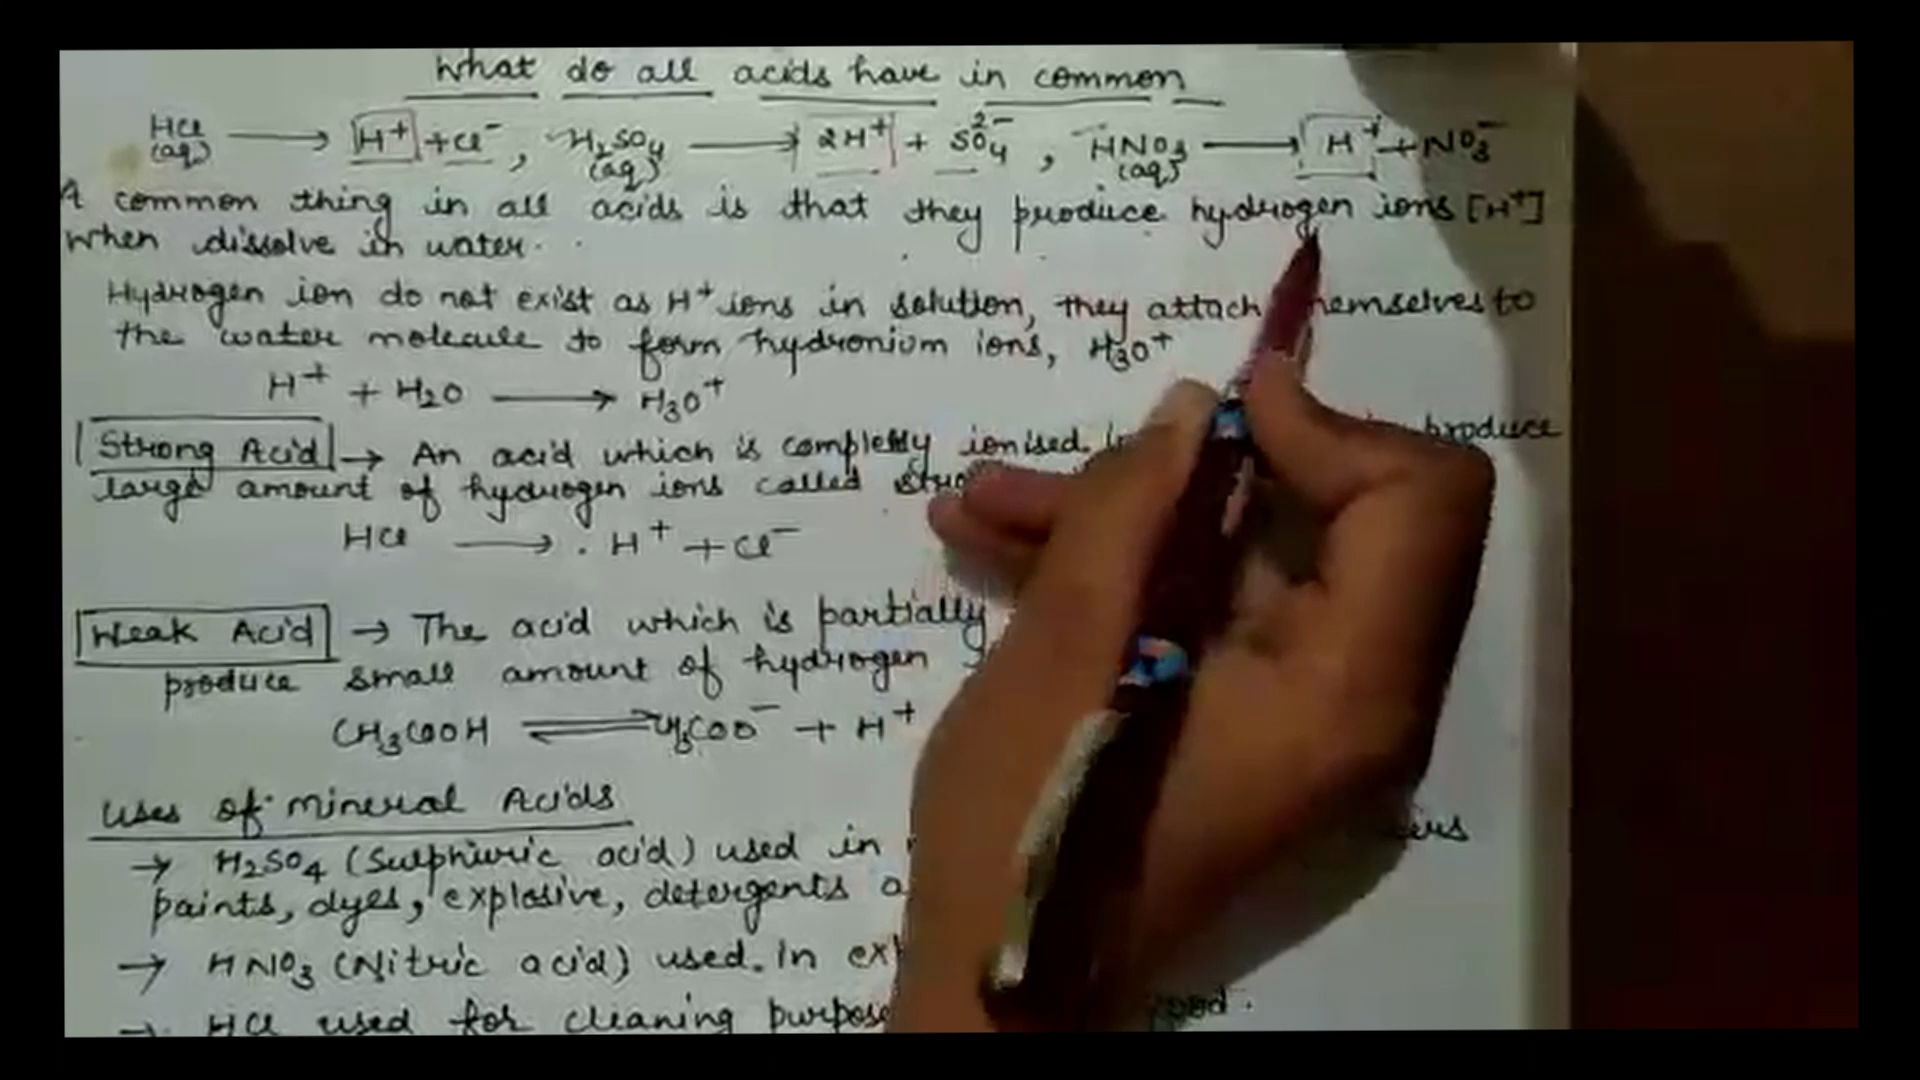 What do all acids have in common
HCl (aq) ⟶ H⁺ + Cl⁻, H₂SO₄ (aq) ⟶ 2H⁺ + SO₄²⁻, HNO₃ (aq) ⟶ H⁺ + NO₃⁻
A common thing in all acids is that they produce hydrogen ions [H⁺]
when dissolve in water.
Hydrogen ion do not exist as H⁺ ions in solution, they attach themselves to
the water molecule to form hydronium ions, H₃O⁺
H⁺ + H₂O ⟶ H₃O⁺
Strong Acid → An acid which is completly ionised produce
large amount of hydrogen ions called
HCl ⟶ H⁺ + Cl⁻
Weak Acid → The acid which is partially
produce small amount of hydrogen
CH₃COOH ⇌ CH₃COO⁻ + H⁺
Uses of Mineral Acids
→ H₂SO₄ (Sulphuric acid) used in
paints, dyes, explosive, detergents
→ HNO₃ (Nitric acid) used in
→ HCl used for cleaning